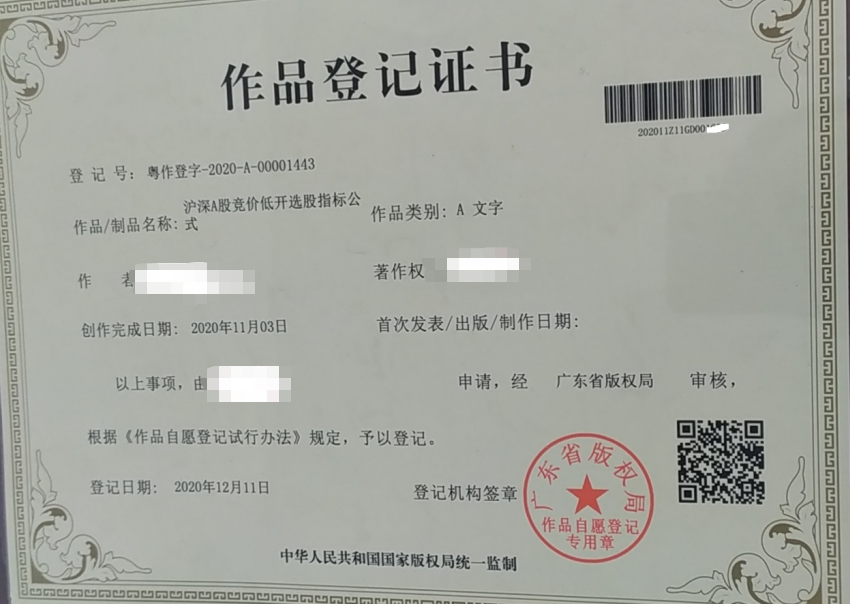 作品登记证书
202011Z11GD00
登 记 号： 粤作登字-2020-A-00001443
作品/制品名称： 沪深A股竞价低开选股指标公
式
作品类别： A 文字
作 者
著作权
创作完成日期： 2020年11月03日
首次发表/出版/制作日期：
以上事项，由
申请，经 广东省版权局 审核，
根据《作品自愿登记试行办法》规定，予以登记。
登记日期： 2020年12月11日
登记机构签章
广东省版权局
作品自愿登记
专用章
中华人民共和国国家版权局统一监制